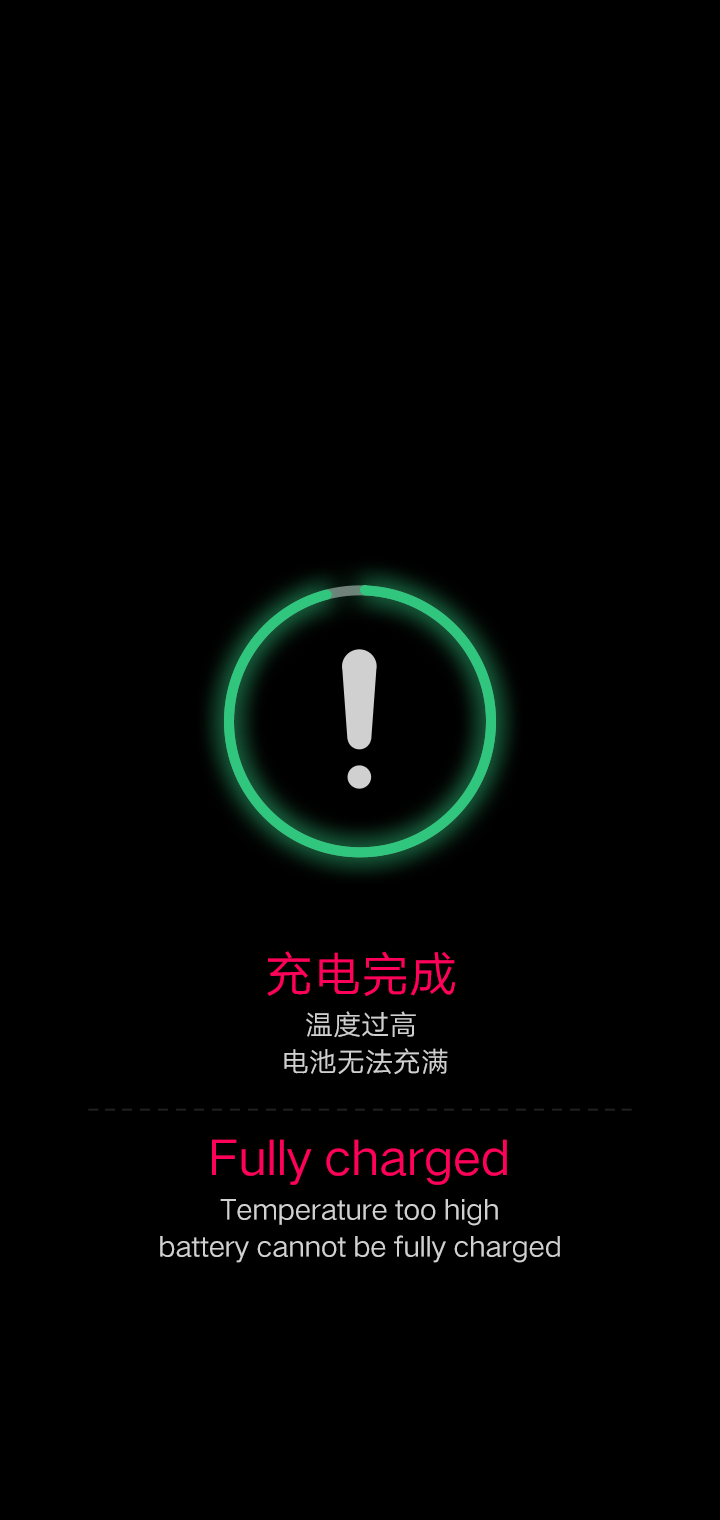 充电完成
温度过高
电池无法充满
Fully charged
Temperature too high
battery cannot be fully charged